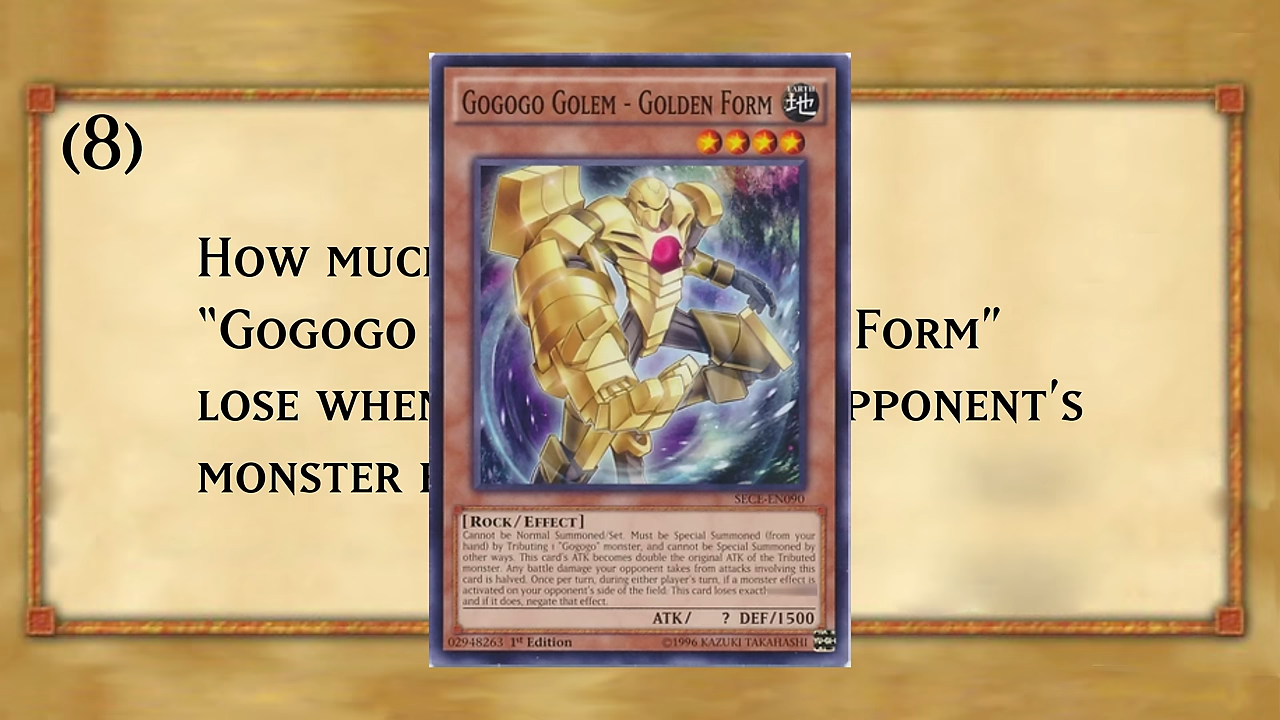 (8)
How muc
"Gogogo Form"
lose when pponent's
monster
Gogogo Golem - Golden Form
EARTH
地
SECE-EN090
[Rock/Effect]
Cannot be Normal Summoned/Set. Must be Special Summoned (from your
hand) by Tributing 1 "Gogogo" monster, and cannot be Special Summoned by
other ways. This card's ATK becomes double the original ATK of the Tributed
monster. Any battle damage your opponent takes from attacks involving this
card is halved. Once per turn, during either player's turn, if a monster effect is
activated on your opponent's side of the field: This card loses exactl
and if it does, negate that effect.
ATK/ ? DEF/1500
02948263 1st Edition ©1996 KAZUKI TAKAHASHI